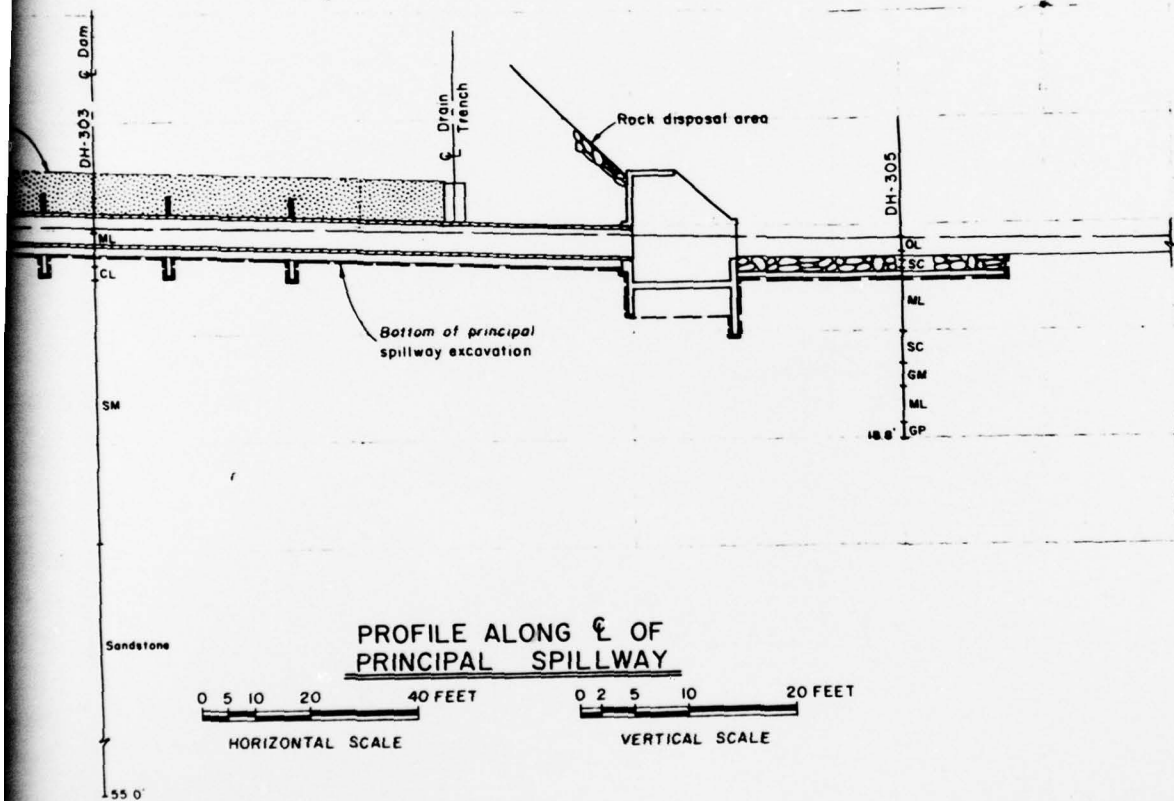 DH-303
℄ Dam
℄ Drain
Trench
Rock disposal area
DH-305
ML
CL
OL
SC
ML
SC
GM
ML
GP
18.8'
Bottom of principal
spillway excavation
SM
Sandstone
PROFILE ALONG ℄ OF
PRINCIPAL SPILLWAY
0 5 10 20 40 FEET
HORIZONTAL SCALE
0 2 5 10 20 FEET
VERTICAL SCALE
55.0'